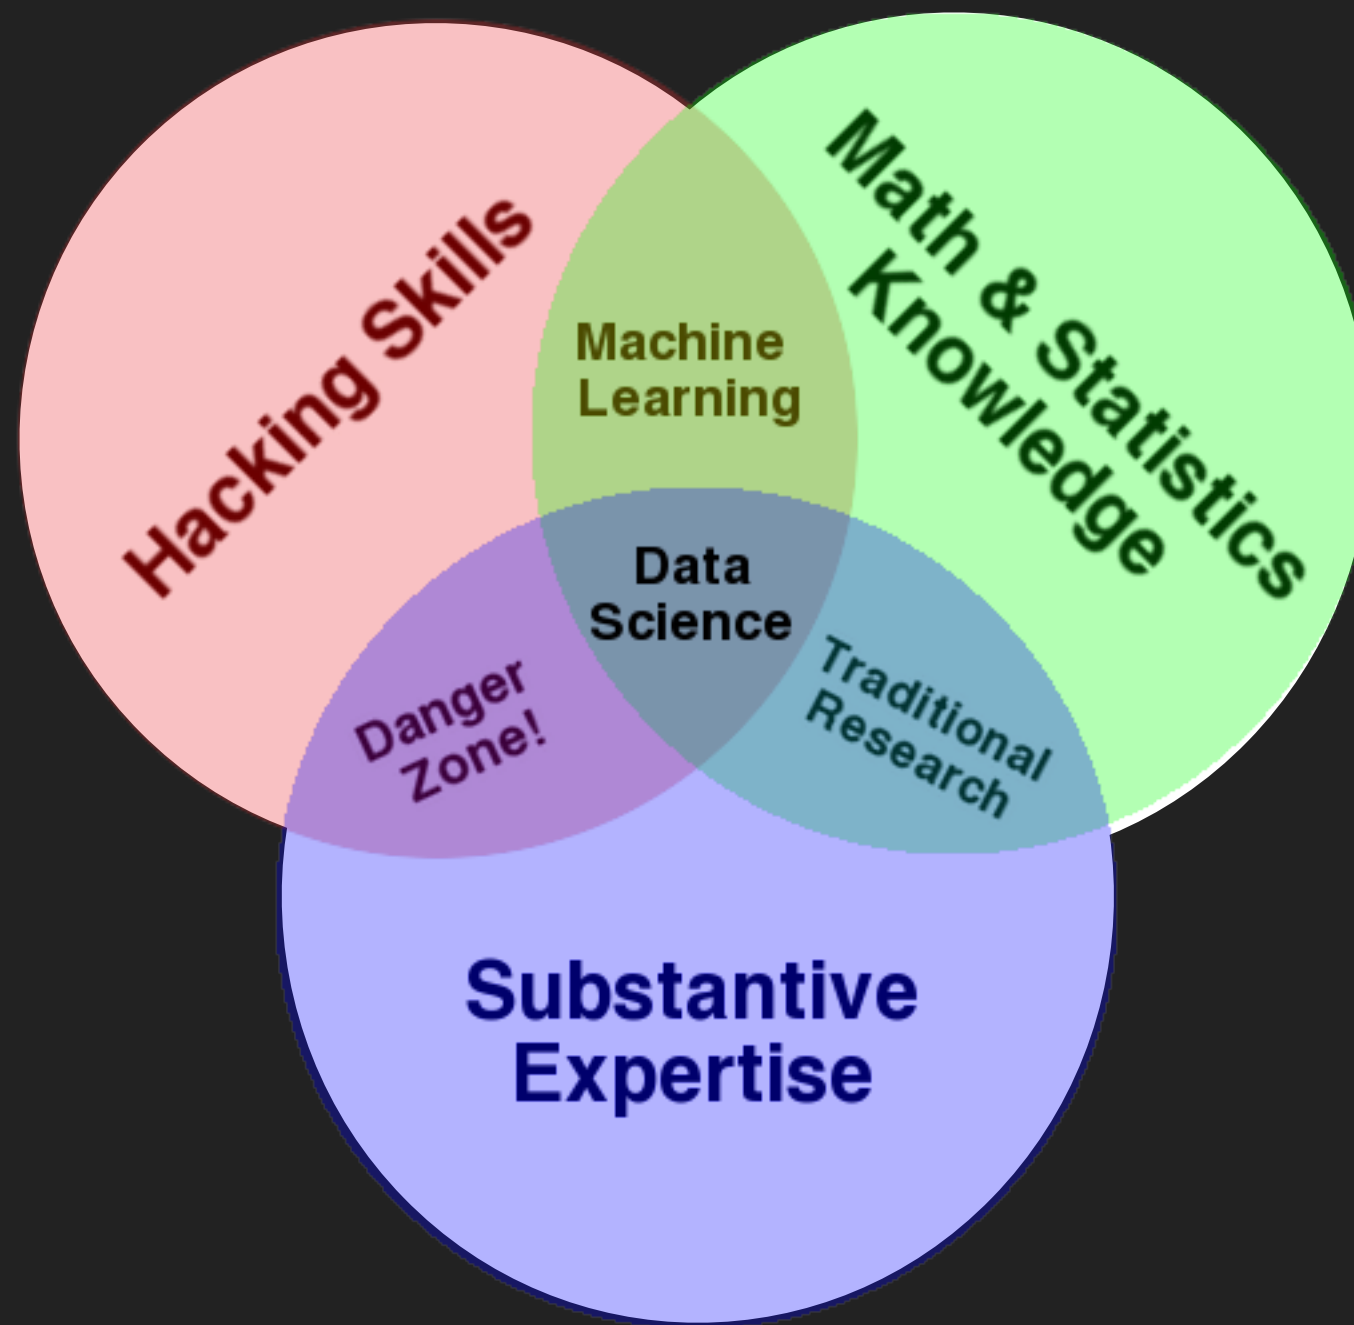 Hacking Skills
Math & Statistics
Knowledge
Machine
Learning
Data
Science
Danger
Zone!
Traditional
Research
Substantive
Expertise